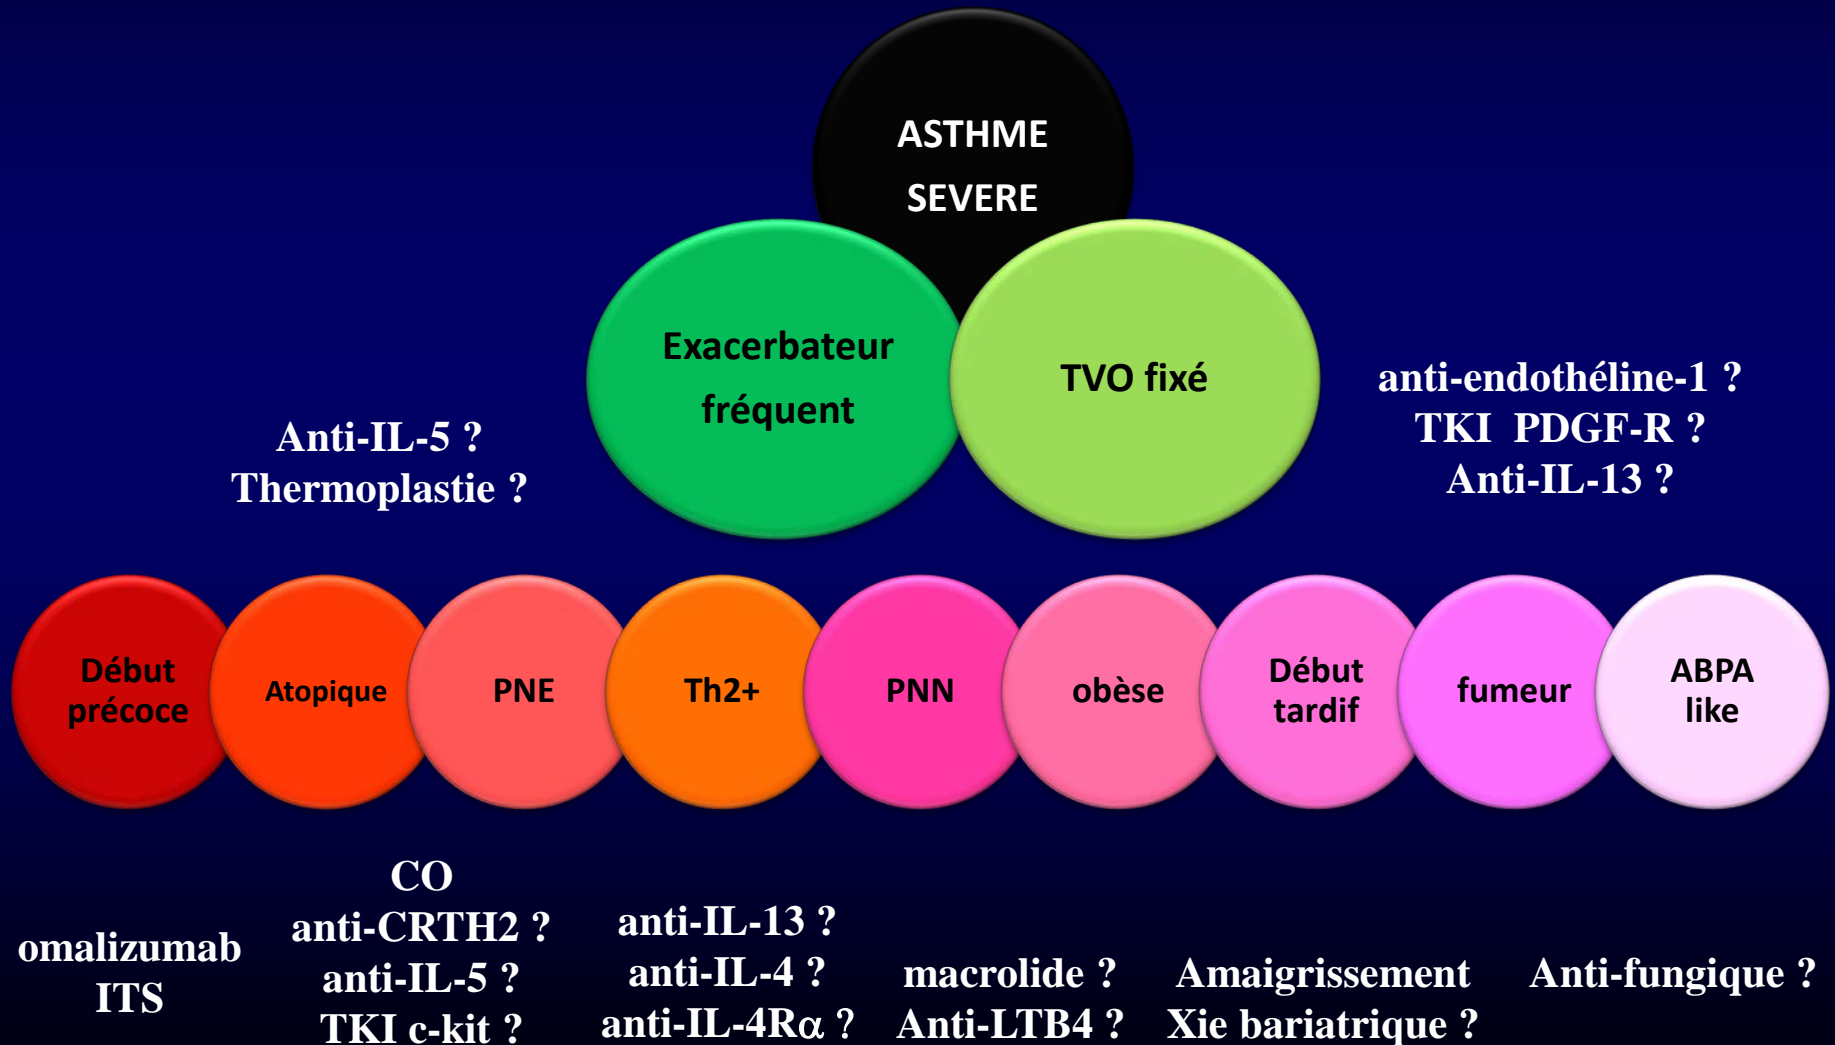 ASTHME
SEVERE
Exacerbateur
fréquent
TVO fixé
Anti-IL-5 ?
Thermoplastie ?
anti-endothéline-1 ?
TKI PDGF-R ?
Anti-IL-13 ?
Début
précoce
Atopique
PNE
Th2+
PNN
obèse
Début
tardif
fumeur
ABPA
like
omalizumab
ITS
CO
anti-CRTH2 ?
anti-IL-5 ?
TKI c-kit ?
anti-IL-13 ?
anti-IL-4 ?
anti-IL-4Rα ?
macrolide ?
Anti-LTB4 ?
Amaigrissement
Xie bariatrique ?
Anti-fungique ?